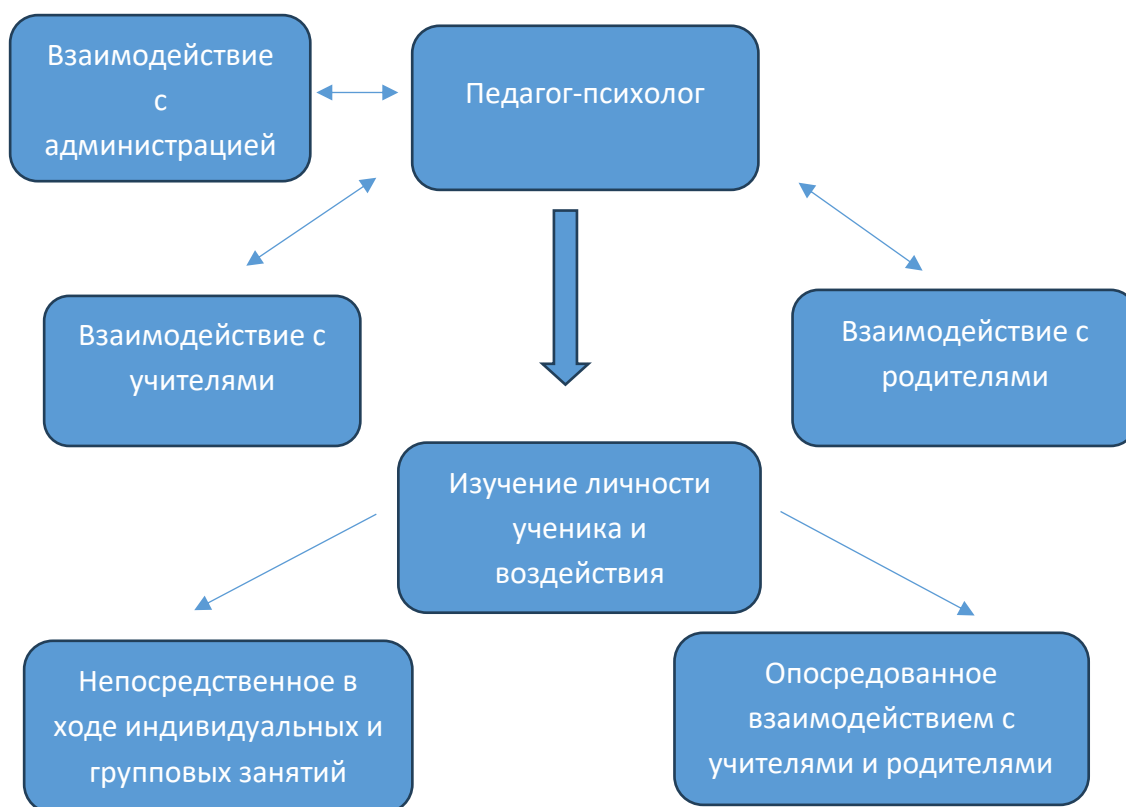 Взаимодействие
с
администрацией
Педагог-психолог
Взаимодействие с
учителями
Взаимодействие с
родителями
Изучение личности
ученика и
воздействия
Непосредственное в
ходе индивидуальных и
групповых занятий
Опосредованное
взаимодействием с
учителями и родителями